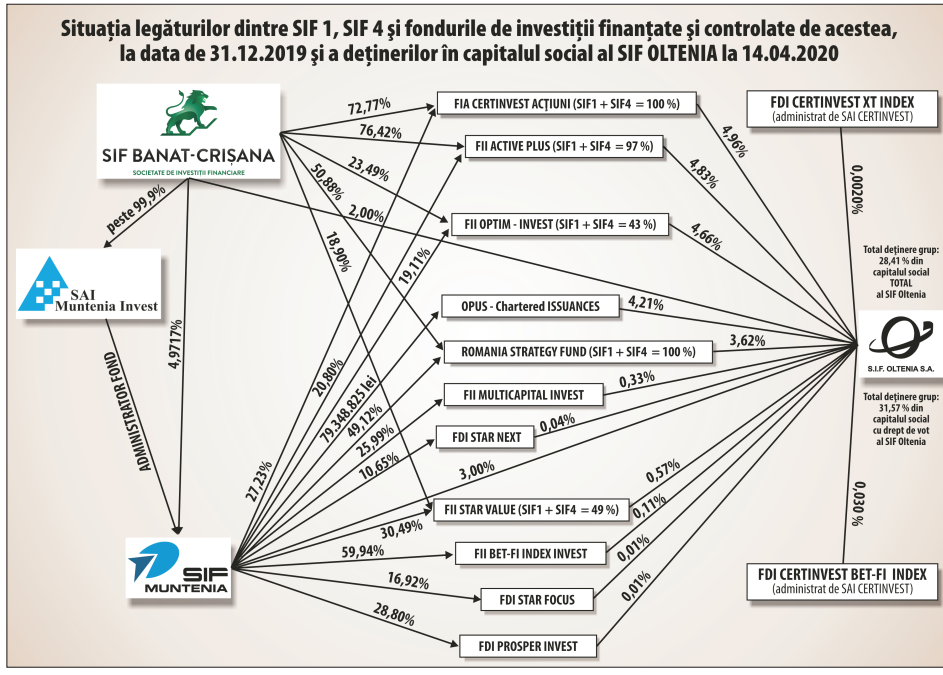 Situația legăturilor dintre SIF 1, SIF 4 și fondurile de investiții finanțate și controlate de acestea,
la data de 31.12.2019 și a deținerilor în capitalul social al SIF OLTENIA la 14.04.2020
SIF BANAT-CRIȘANA
SOCIETATE DE INVESTIȚII FINANCIARE
peste 99,9%
SAI
Muntenia Invest
ADMINISTRATOR FOND
4,9717%
SIF
MUNTENIA
72,77%
76,42%
23,49%
50,88%
2,00%
18,90%
19,11%
20,80%
79.348.825 lei
49,12%
25,99%
10,65%
27,23%
30,49%
59,94%
16,92%
28,80%
3,00%
FIA CERTINVEST ACȚIUNI (SIF1 + SIF4 = 100 %)
FII ACTIVE PLUS (SIF1 + SIF4 = 97 %)
FII OPTIM - INVEST (SIF1 + SIF4 = 43 %)
OPUS - Chartered ISSUANCES
ROMANIA STRATEGY FUND (SIF1 + SIF4 = 100 %)
FII MULTICAPITAL INVEST
FDI STAR NEXT
FII STAR VALUE (SIF1 + SIF4 = 49 %)
FII BET-FI INDEX INVEST
FDI STAR FOCUS
FDI PROSPER INVEST
4,96%
4,83%
4,66%
4,21%
3,62%
0,33%
0,04%
0,57%
0,11%
0,01%
0,01%
FDI CERTINVEST XT INDEX
(administrat de SAI CERTINVEST)
0,0020%
Total deținere grup:
28,41 % din
capitalul social
TOTAL
al SIF Oltenia
S.I.F. OLTENIA S.A.
Total deținere grup:
31,57 % din
capitalul social
cu drept de vot
al SIF Oltenia
0,030 %
FDI CERTINVEST BET-FI INDEX
(administrat de SAI CERTINVEST)